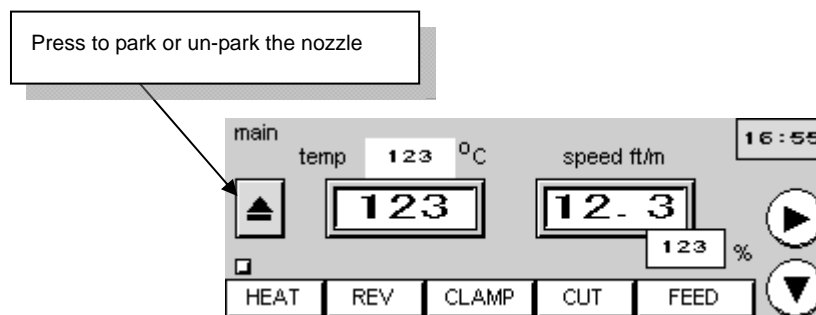 Press to park or un-park the nozzle
main
16:55
temp 123 °C speed ft/m
123 12. 3
123 %
HEAT REV CLAMP CUT FEED